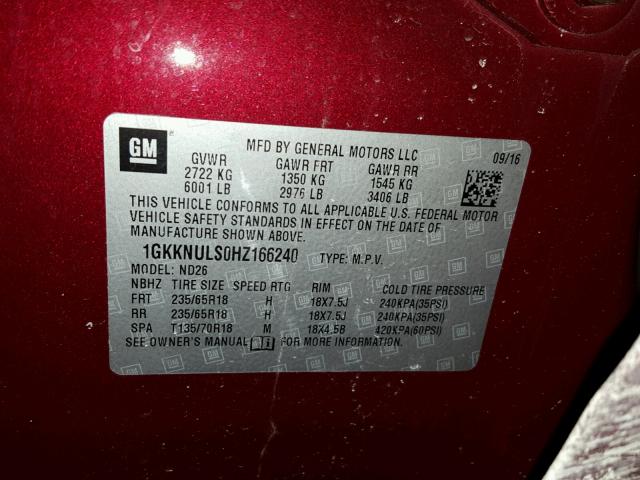 GM
MFD BY GENERAL MOTORS LLC 09/16
GVWR GAWR FRT GAWR RR
2722 KG 1350 KG 1545 KG
6001 LB 2976 LB 3406 LB
THIS VEHICLE CONFORMS TO ALL APPLICABLE U.S. FEDERAL MOTOR
VEHICLE SAFETY STANDARDS IN EFFECT ON THE DATE OF
MANUFACTURE SHOWN ABOVE.
1GKKNULS0HZ166240 TYPE: M.P.V.
MODEL: ND26
NBHZ TIRE SIZE SPEED RTG RIM COLD TIRE PRESSURE
FRT 235/65R18 H 18X7.5J 240KPA(35PSI)
RR 235/65R18 H 18X7.5J 240KPA(35PSI)
SPA T135/70R18 M 18X4.5B 420KPA(60PSI)
SEE OWNER'S MANUAL FOR MORE INFORMATION.